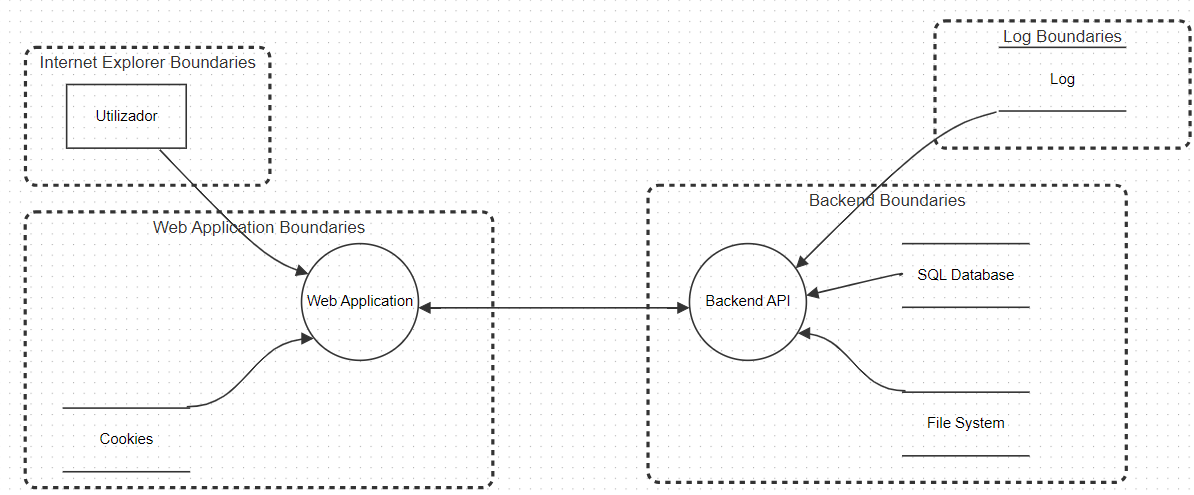 Internet Explorer Boundaries
Utilizador
Log Boundaries
Log
Web Application Boundaries
Web Application
Cookies
Backend Boundaries
Backend API
SQL Database
File System